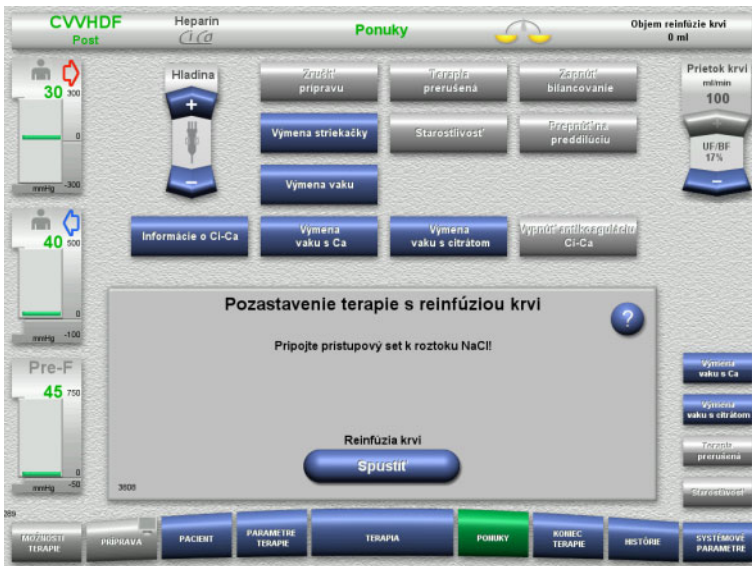 CVVHDF
Post
Heparin
Ci Ca
Ponuky
Objem reinfúzie krvi
0 ml
30
300
0
mmHg
-300
Hladina
+
−
Zrušiť
prípravu
Terapia
prerušená
Zapnúť
bilancovanie
Výmena striekačky
Starostlivosť
Prepnúť na
predilúciu
Výmena vaku
Prietok krvi
ml/min
100
+
UF/BF
17%
−
40
500
0
mmHg
-100
Informácie o Ci-Ca
Výmena
vaku s Ca
Výmena
vaku s citrátom
Vypnúť antikoaguláciu
Ci-Ca
Pozastavenie terapie s reinfúziou krvi
?
Pripojte prístupový set k roztoku NaCl!
Reinfúzia krvi
Spustiť
3808
Pre-F
45
750
0
mmHg
-50
Výmena
vaku s Ca
Výmena
vaku s citrátom
Terapia
prerušená
Starostlivosť
289
MOŽNOSTI
TERAPIE
PRÍPRAVA
PACIENT
PARAMETRE
TERAPIE
TERAPIA
PONUKY
KONIEC
TERAPIE
HISTÓRIE
SYSTÉMOVÉ
PARAMETRE